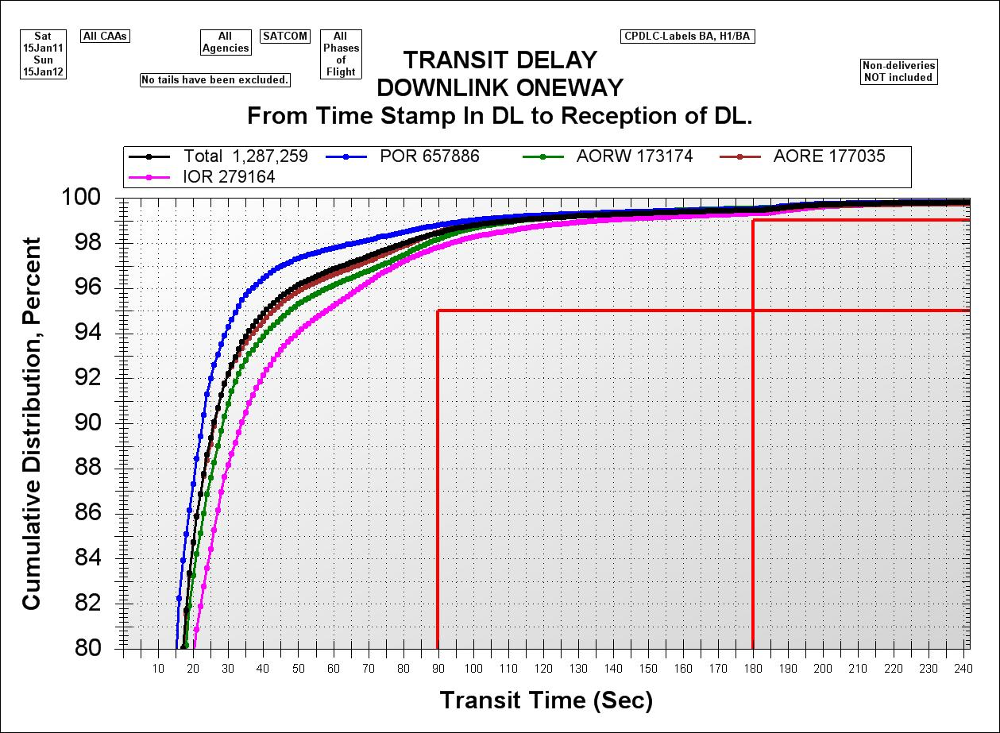 Sat
15Jan11
Sun
15Jan12
All CAAs
All
Agencies
SATCOM
All
Phases
of
Flight
CPDLC-Labels BA, H1/BA
No tails have been excluded.
Non-deliveries
NOT included
TRANSIT DELAY
DOWNLINK ONEWAY
From Time Stamp In DL to Reception of DL.
Total 1,287,259
POR 657886
AORW 173174
AORE 177035
IOR 279164
Cumulative Distribution, Percent
100
98
96
94
92
90
88
86
84
82
80
10 20 30 40 50 60 70 80 90 100 110 120 130 140 150 160 170 180 190 200 210 220 230 240
Transit Time (Sec)